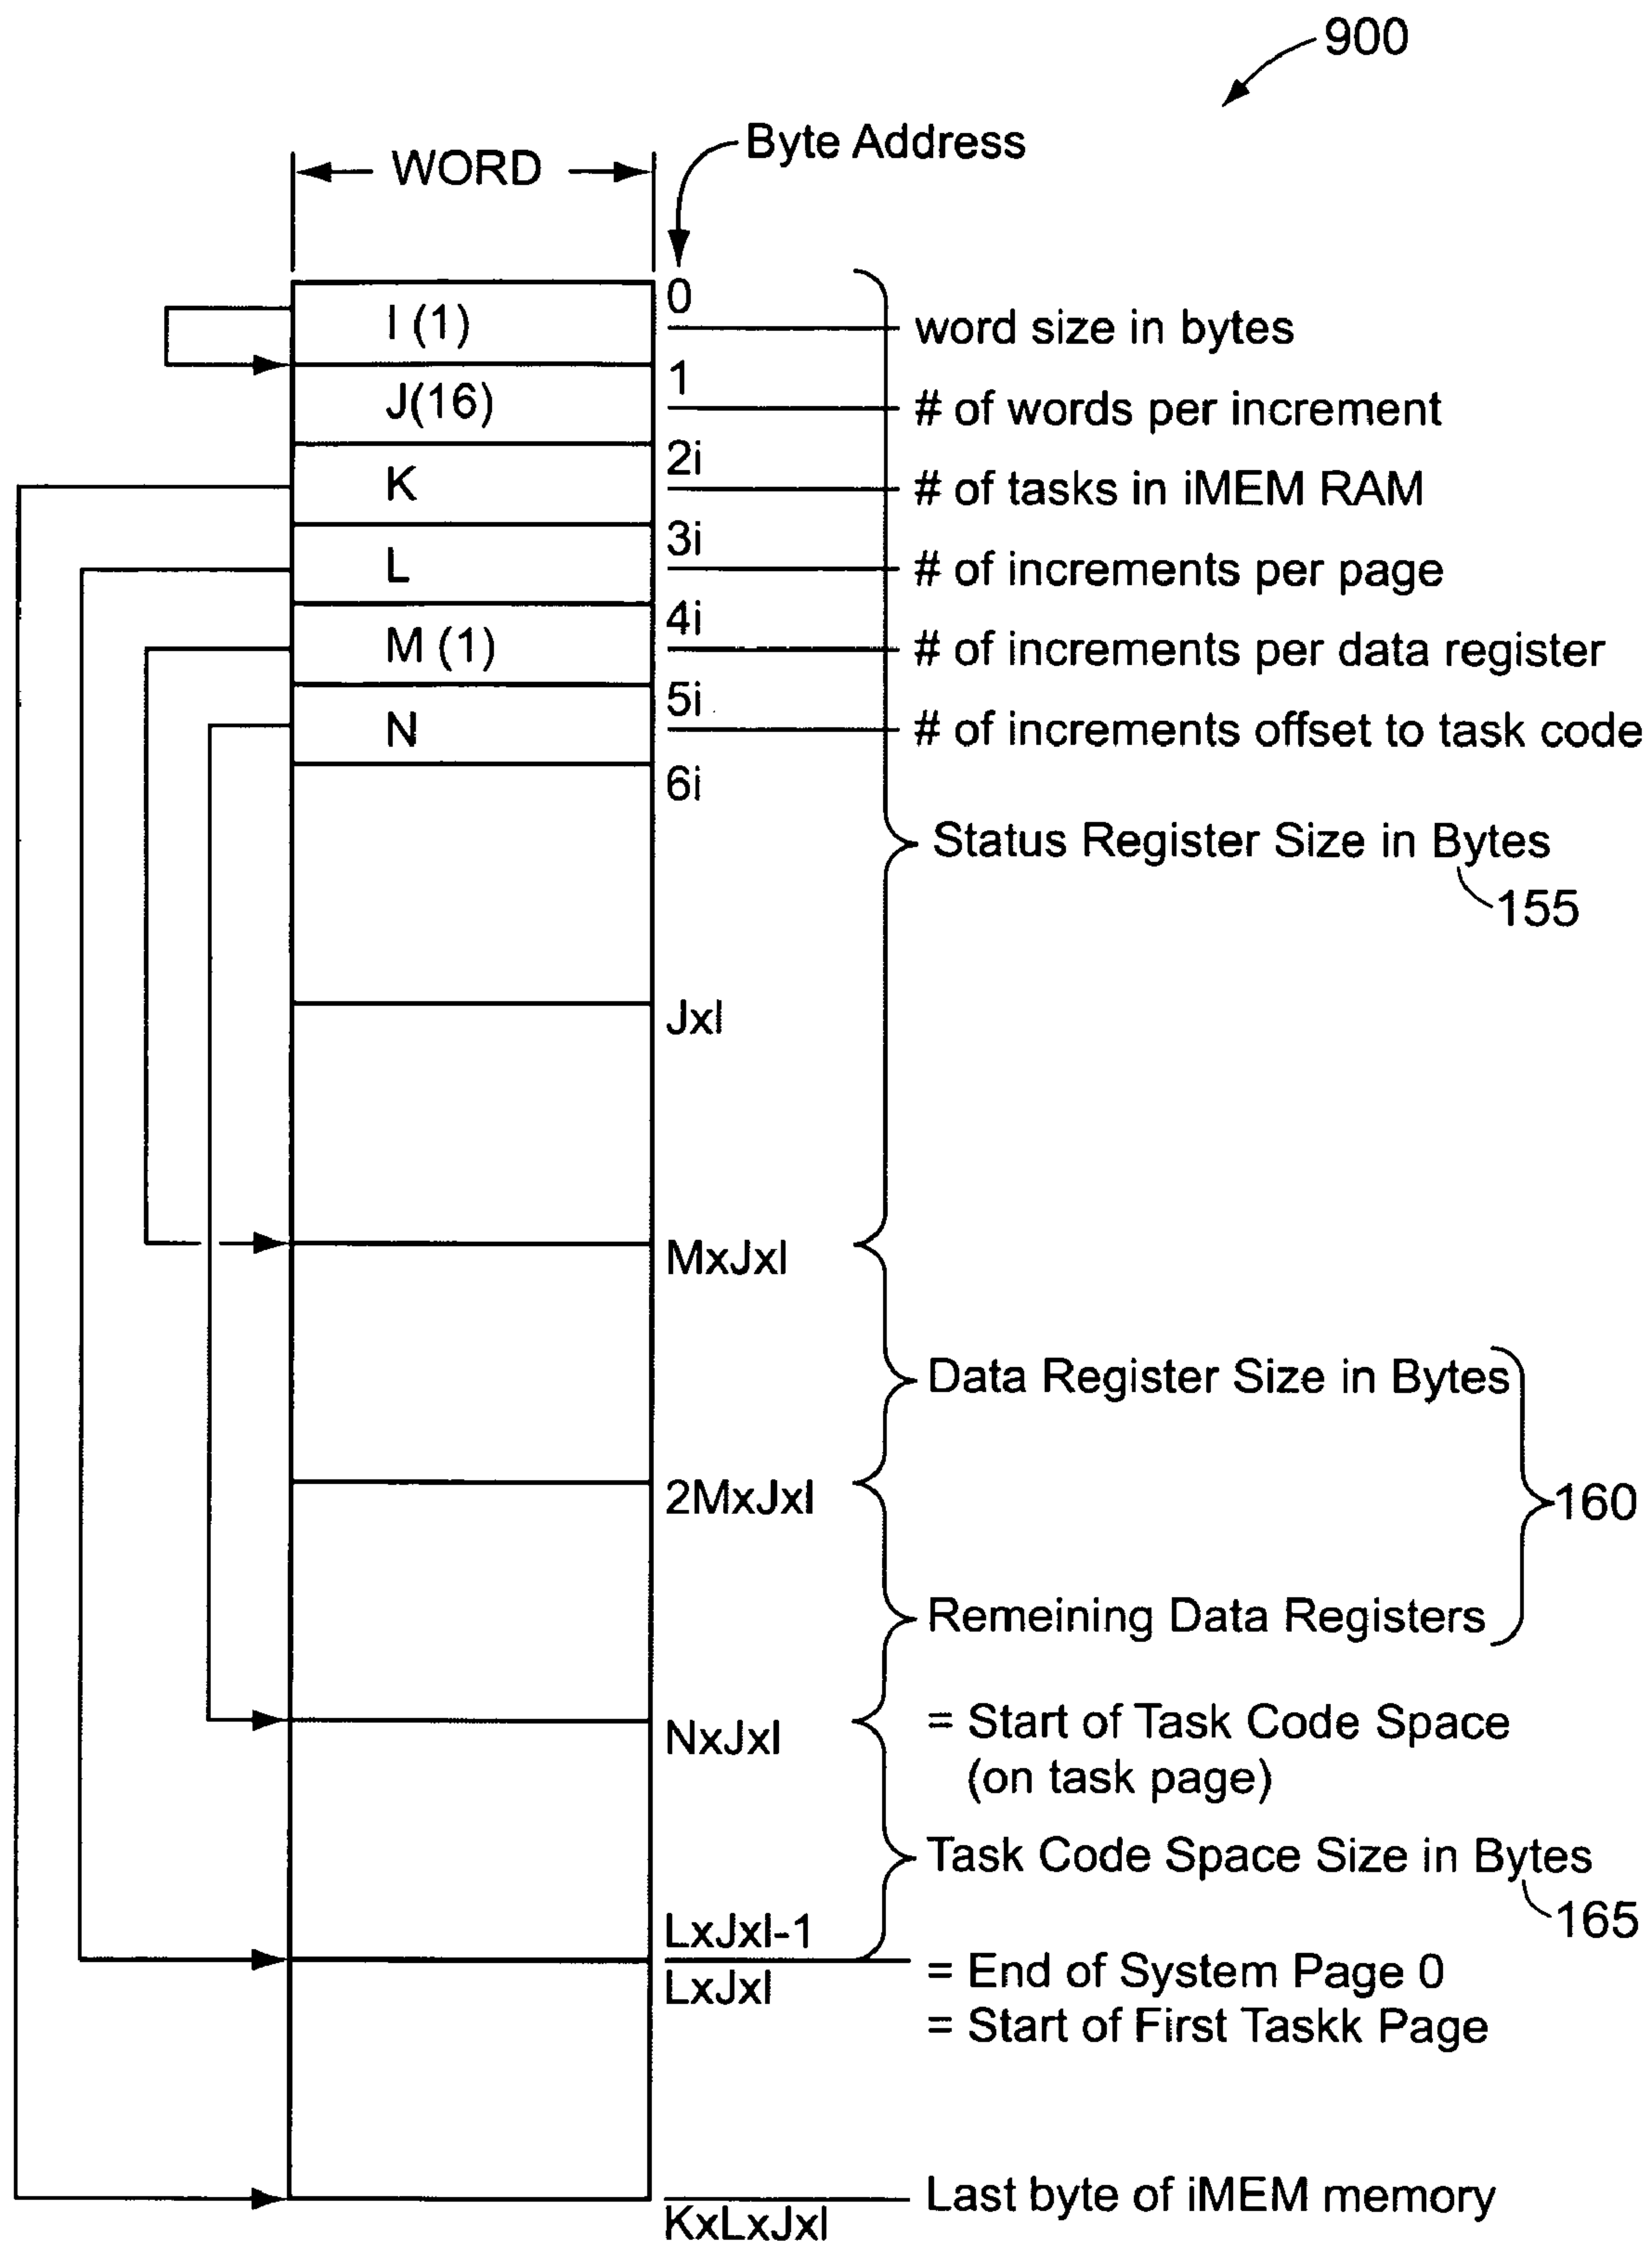 900
Byte Address
WORD
0
I (1)
word size in bytes
1
J(16)
# of words per increment
2i
K
# of tasks in iMEM RAM
3i
L
# of increments per page
4i
M (1)
# of increments per data register
5i
N
# of increments offset to task code
6i
Status Register Size in Bytes
155
JxI
MxJxI
Data Register Size in Bytes
2MxJxI
160
Remeining Data Registers
NxJxI
= Start of Task Code Space
(on task page)
Task Code Space Size in Bytes
165
LxJxI-1
= End of System Page 0
LxJxI
= Start of First Taskk Page
Last byte of iMEM memory
KxLxJxI